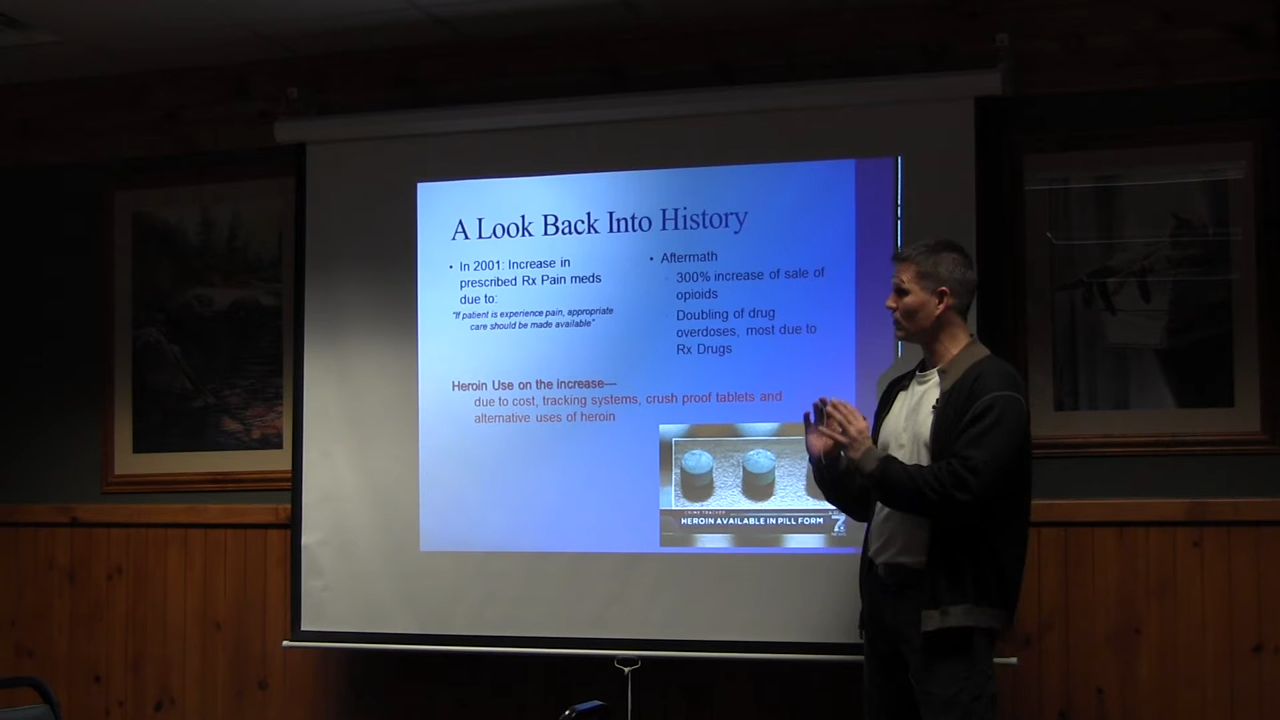 A Look Back Into History
• In 2001: Increase in
prescribed Rx Pain meds
due to:
"If patient is experience pain, appropriate
care should be made available"
• Aftermath
300% increase of sale of
opioids
Doubling of drug
overdoses, most due to
Rx Drugs
Heroin Use on the increase—
due to cost, tracking systems, crush proof tablets and
alternative uses of heroin
CRIME TRACKER
HEROIN AVAILABLE IN PILL FORM
7
NEWS